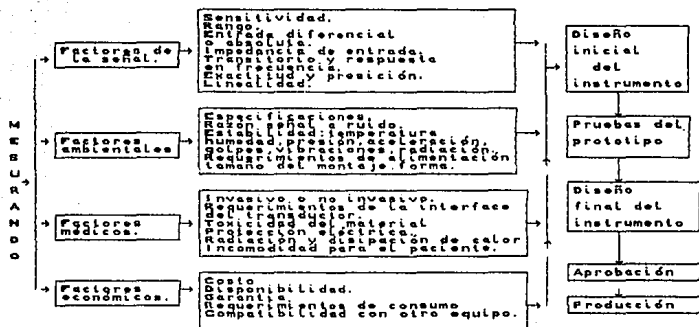 MESURANDO
Factores de
la señal.
Sensitividad.
Rango.
Entrada diferencial
o absoluta.
Impedancia de entrada.
Transitorio y respuesta
en frecuencia.
Exactitud y
Linealidad.
Factores
ambientales
Especificaciones
Razón señal a ruido.
Estabilidad: temperatura
humedad, presión, aceleración,
radiación.
Requerimientos de alimentación
tamaño del montaje, forma.
Factores
médicos.
Invasivo o no invasivo.
Requerimientos de la interface
del transductor.
Toxicidad del material
Protección eléctrica.
Radiación y disipación de calor
Incomodidad para el paciente.
Factores
económicos.
Costo
Disponibilidad.
Garantía.
Requerimientos de consumo
Compatibilidad con otro equipo.
Diseño
inicial
del
instrumento
Pruebas del
prototipo
Diseño
final del
instrumento
Aprobación
Producción